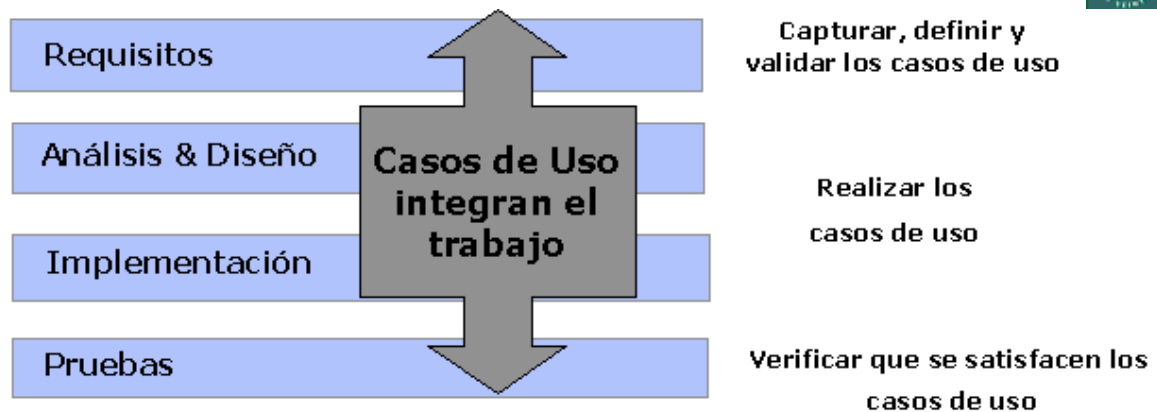 Requisitos
Capturar, definir y
validar los casos de uso
Análisis & Diseño
Casos de Uso
integran el
trabajo
Realizar los
casos de uso
Implementación
Pruebas
Verificar que se satisfacen los
casos de uso